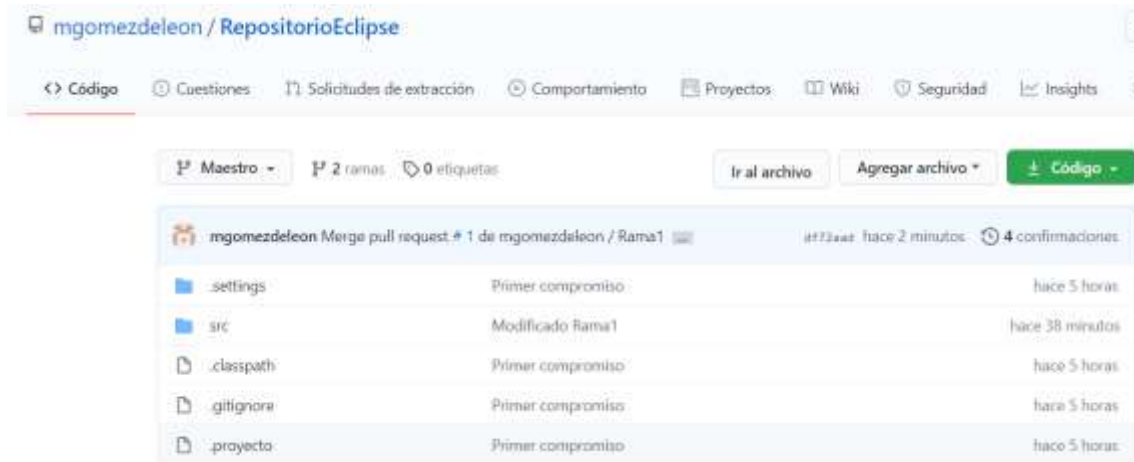 mgomezdeleon / RepositorioEclipse
Código Cuestiones Solicitudes de extracción Comportamiento Proyectos Wiki Seguridad Insights
Maestro 2 ramas 0 etiquetas Ir al archivo Agregar archivo Código
mgomezdeleon Merge pull request # 1 de mgomezdeleon / Rama1 hace 2 minutos 4 confirmaciones
.settings Primer compromiso hace 5 horas
src Modificado Rama1 hace 38 minutos
.classpath Primer compromiso hace 5 horas
.gitignore Primer compromiso hace 5 horas
.proyecto Primer compromiso hace 5 horas